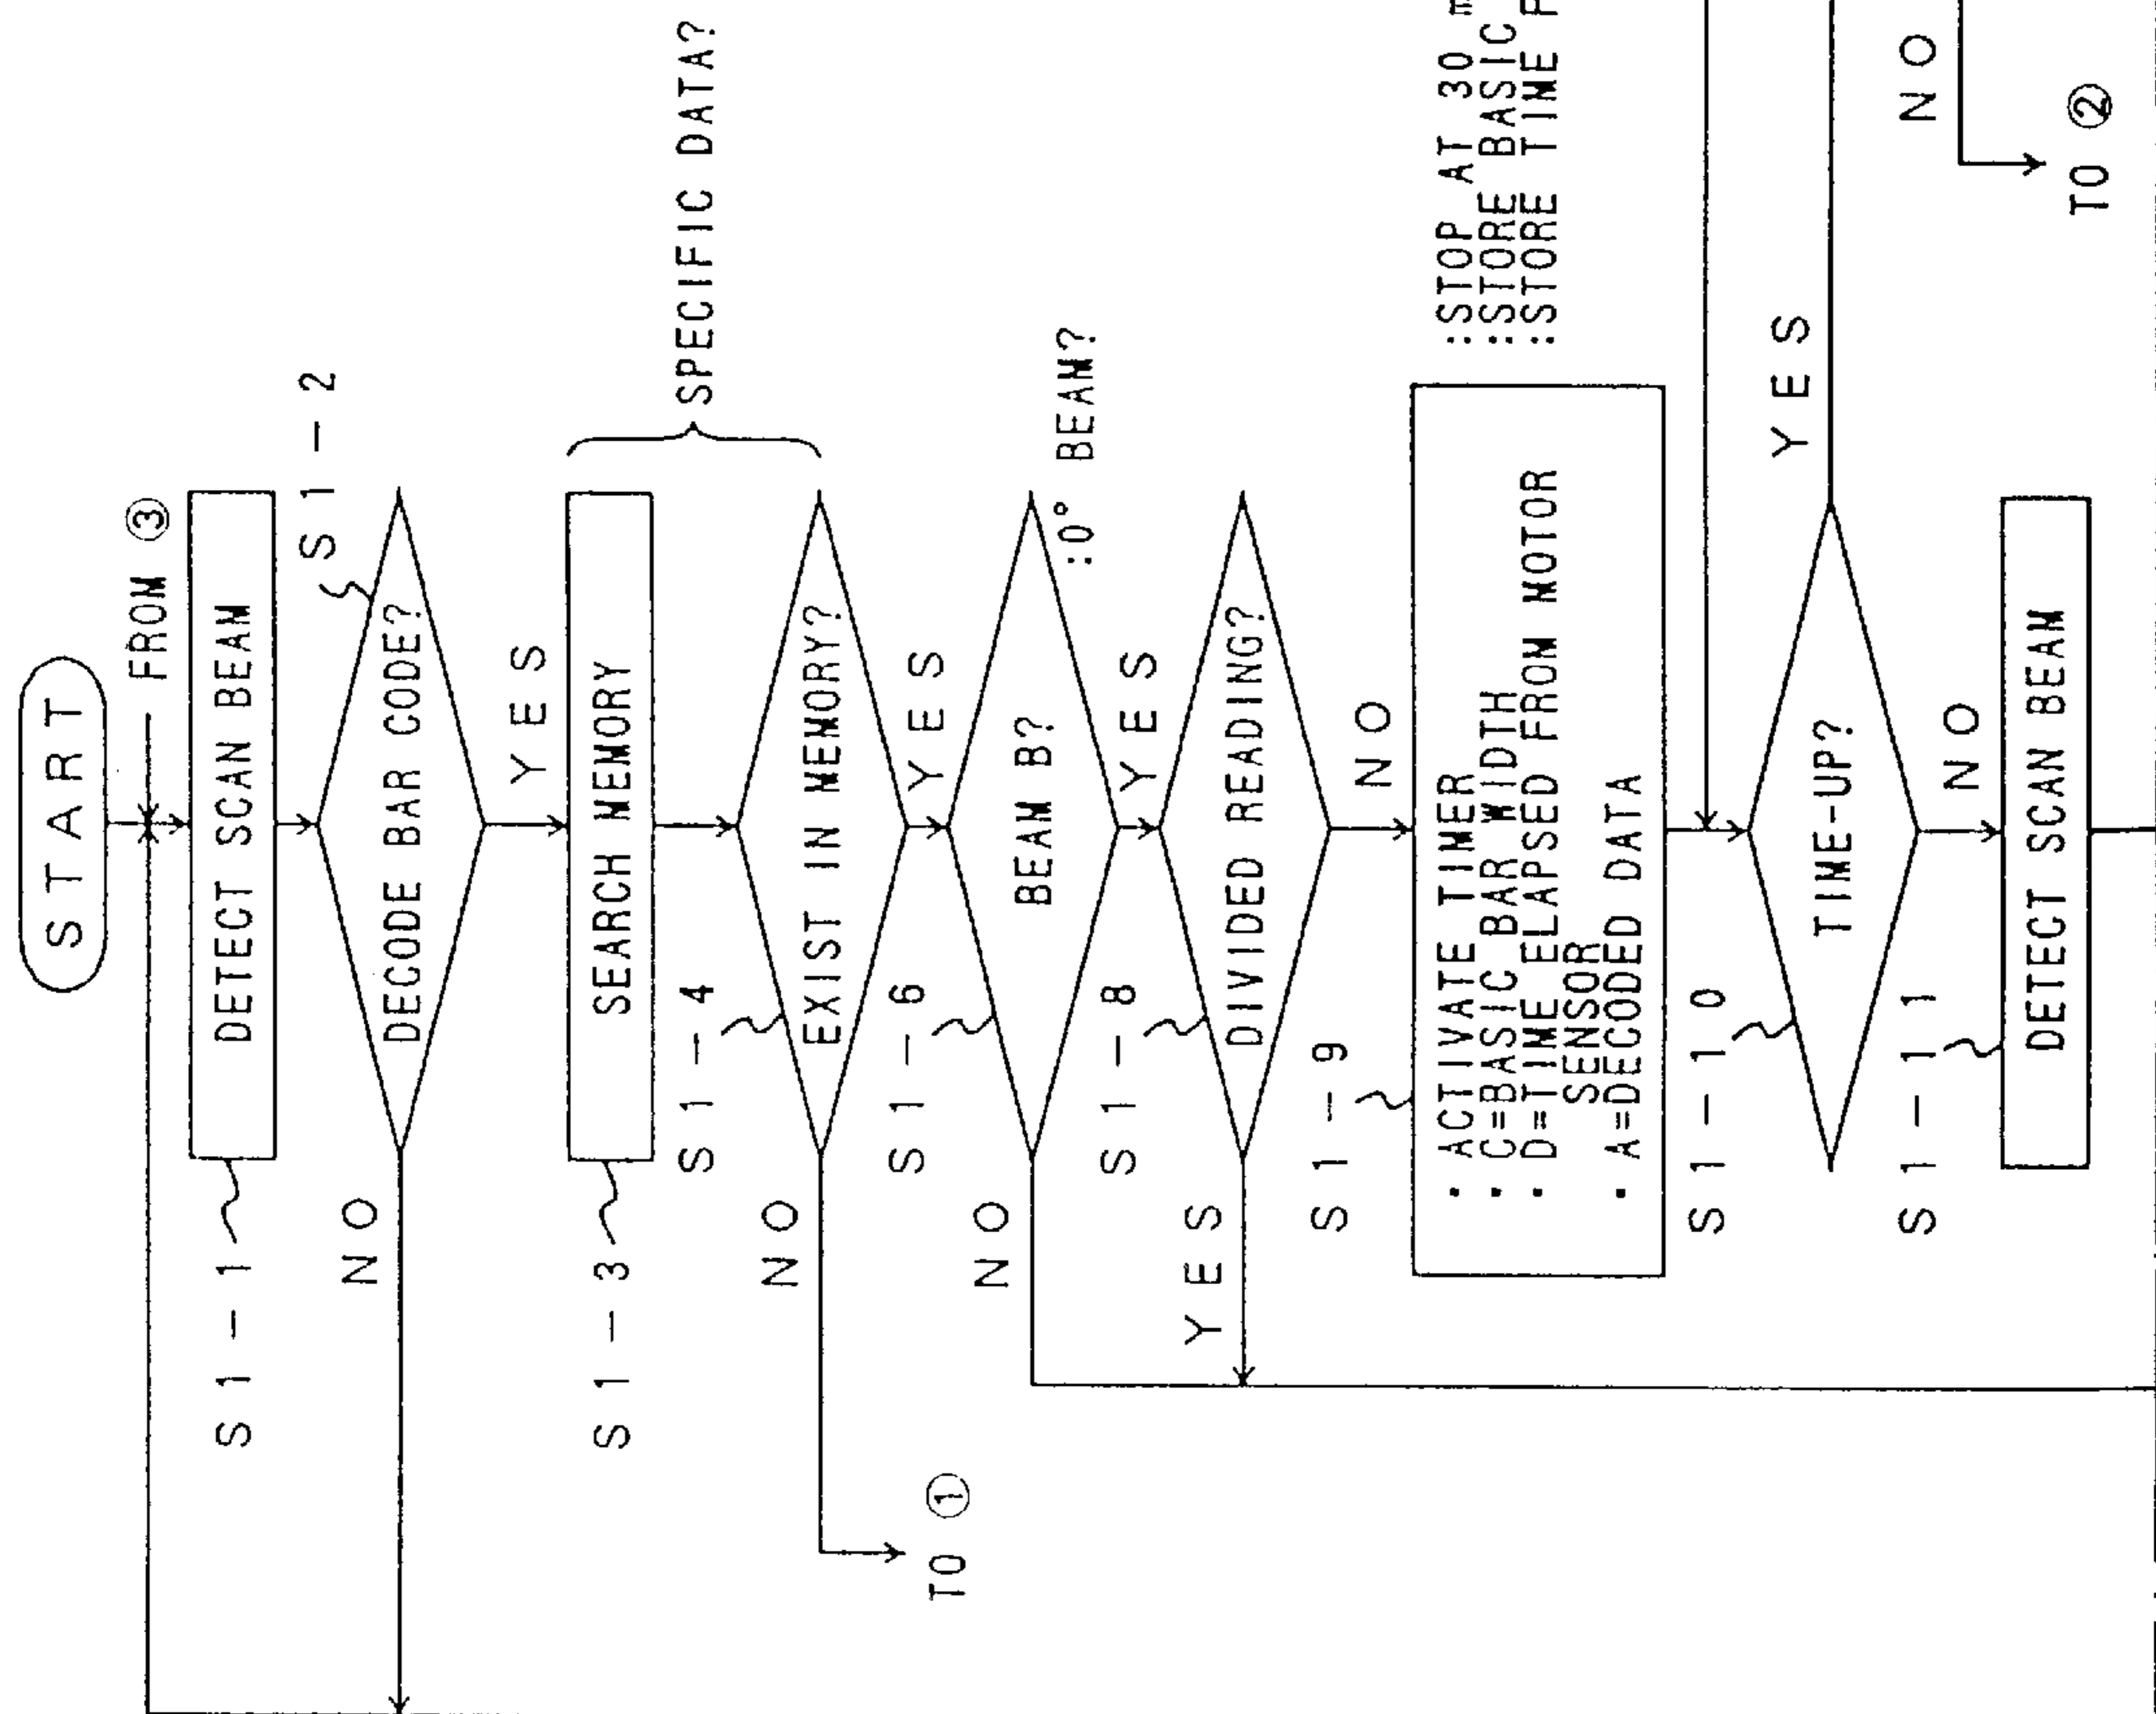 START
FROM ③
S1-1
DETECT SCAN BEAM
S1-2
DECODE BAR CODE?
NO
YES
S1-3
SEARCH MEMORY
SPECIFIC DATA?
S1-4
EXIST IN MEMORY?
NO
YES
TO ①
S1-6
BEAM B?
:0° BEAM?
NO
YES
S1-8
DIVIDED READING?
YES
NO
S1-9
· ACTIVATE TIMER :STOP AT 30
· C=BASIC BAR WIDTH :STORE BASIC
· D=TIME ELAPSED FROM MOTOR :STORE TIME
SENSOR
· A=DECODED DATA
S1-10
TIME-UP?
YES
NO
NO
TO ②
S1-11
DETECT SCAN BEAM